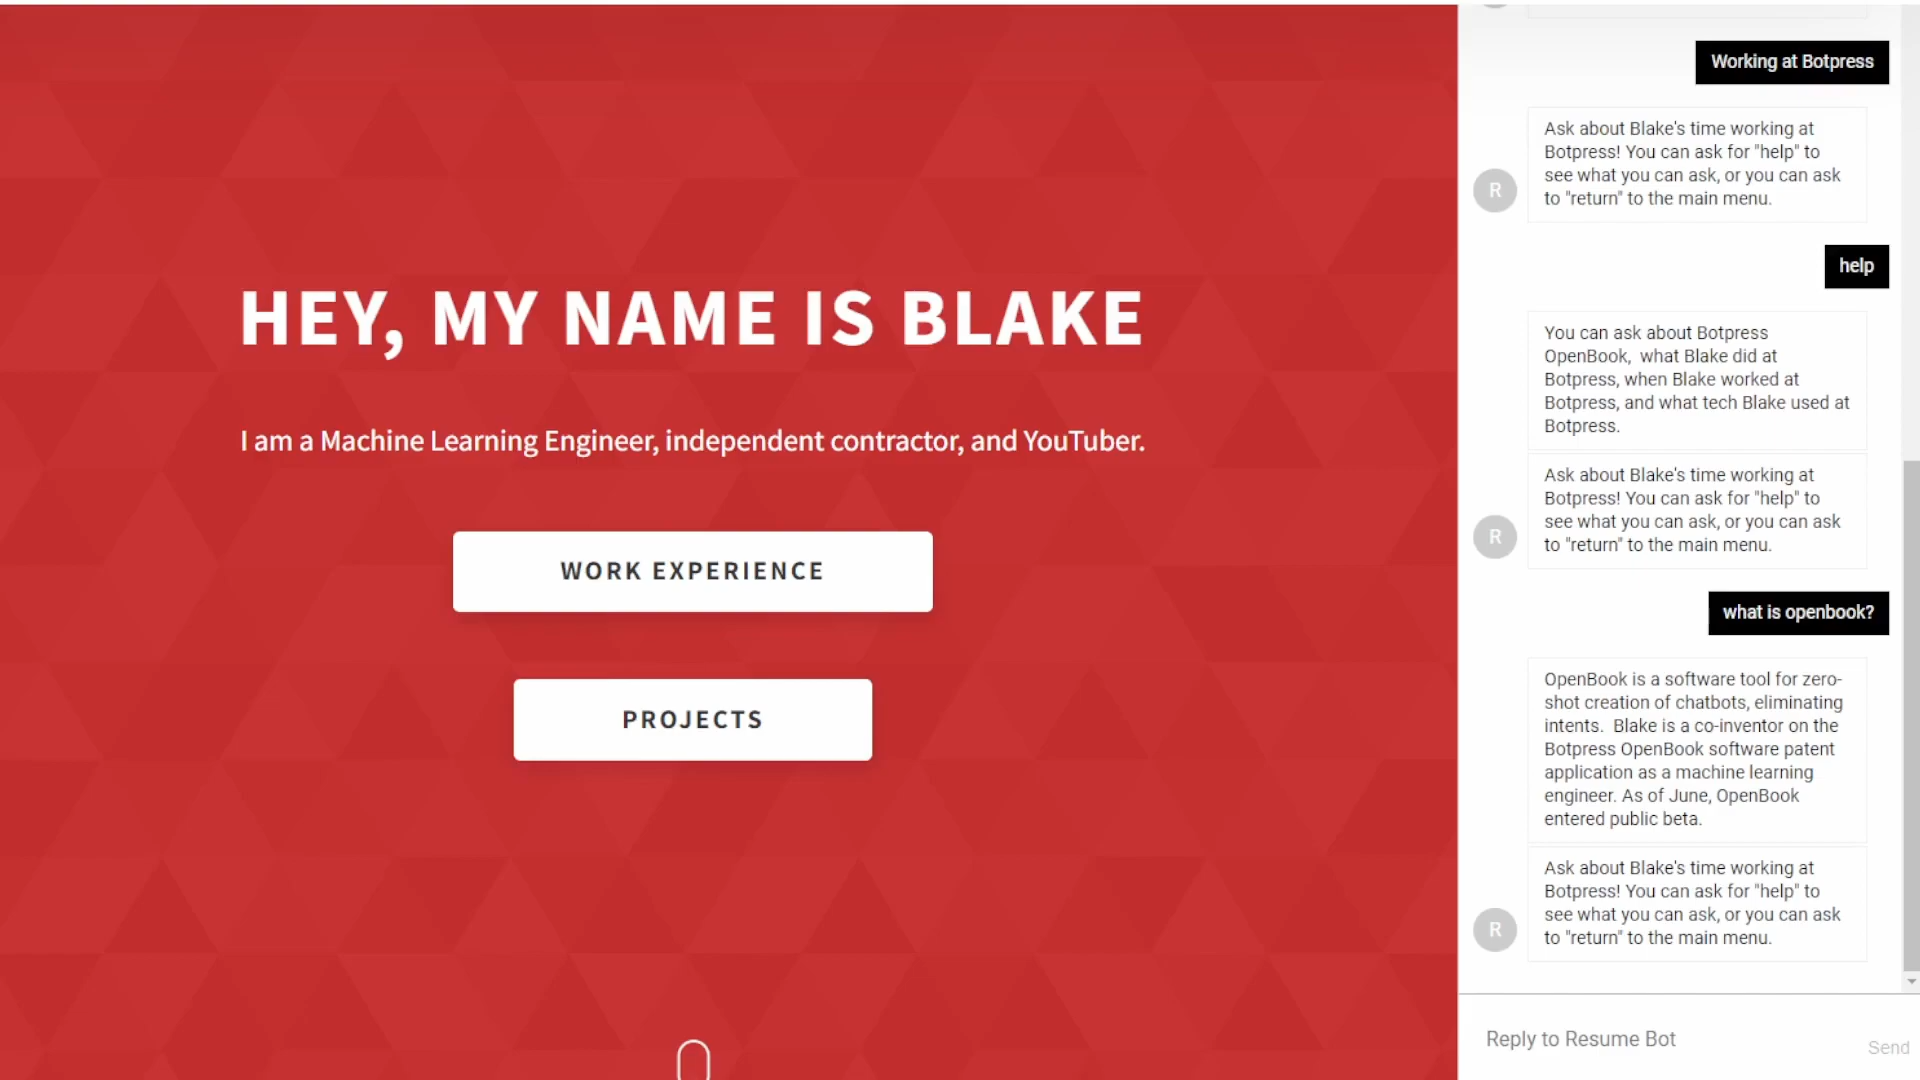 HEY, MY NAME IS BLAKE
I am a Machine Learning Engineer, independent contractor, and YouTuber.
WORK EXPERIENCE
PROJECTS
Working at Botpress
Ask about Blake's time working at
Botpress! You can ask for "help" to
see what you can ask, or you can ask
to "return" to the main menu.
R
help
You can ask about Botpress
OpenBook,  what Blake did at
Botpress, when Blake worked at
Botpress, and what tech Blake used at
Botpress.
Ask about Blake's time working at
Botpress! You can ask for "help" to
see what you can ask, or you can ask
to "return" to the main menu.
R
what is openbook?
OpenBook is a software tool for zero-
shot creation of chatbots, eliminating
intents.  Blake is a co-inventor on the
Botpress OpenBook software patent
application as a machine learning
engineer. As of June, OpenBook
entered public beta.
Ask about Blake's time working at
Botpress! You can ask for "help" to
see what you can ask, or you can ask
to "return" to the main menu.
R
Reply to Resume Bot
Send